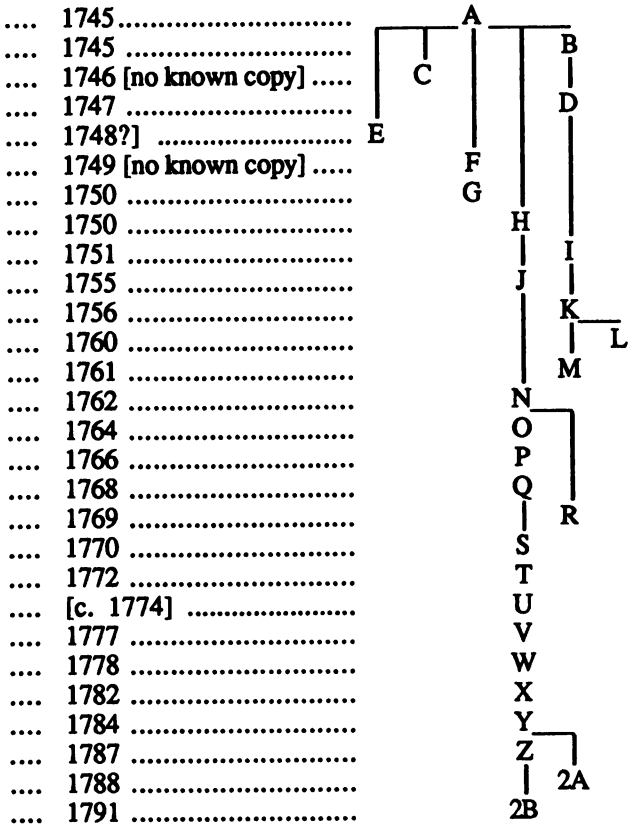 .... 1745.............................. A
.... 1745 ............................. B
.... 1746 [no known copy] ..... C
.... 1747 ............................. D
.... 1748?] ......................... E
.... 1749 [no known copy] ..... F
.... 1750 ............................. G
.... 1750 ............................. H
.... 1751 ............................. I
.... 1755 ............................. J
.... 1756 ............................. K
.... 1760 ............................. L
.... 1761 ............................. M
.... 1762 ............................. N
.... 1764 ............................. O
.... 1766 ............................. P
.... 1768 ............................. Q
.... 1769 ............................. R
.... 1770 ............................. S
.... 1772 ............................. T
.... [c. 1774] ..................... U
.... 1777 ............................. V
.... 1778 ............................. W
.... 1782 ............................. X
.... 1784 ............................. Y
.... 1787 ............................. Z
.... 1788 ............................. 2A
.... 1791 ............................. 2B